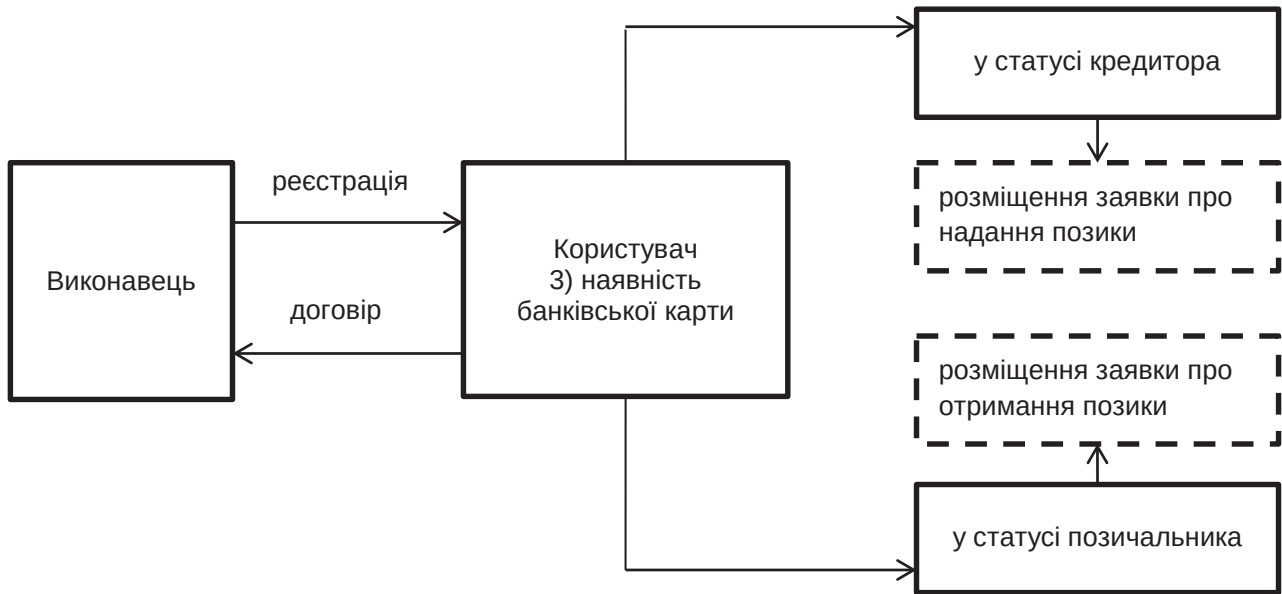 у статусі кредитора
розміщення заявки про
надання позики
реєстрація
Виконавець
договір
Користувач
3) наявність
банківської карти
розміщення заявки про
отримання позики
у статусі позичальника